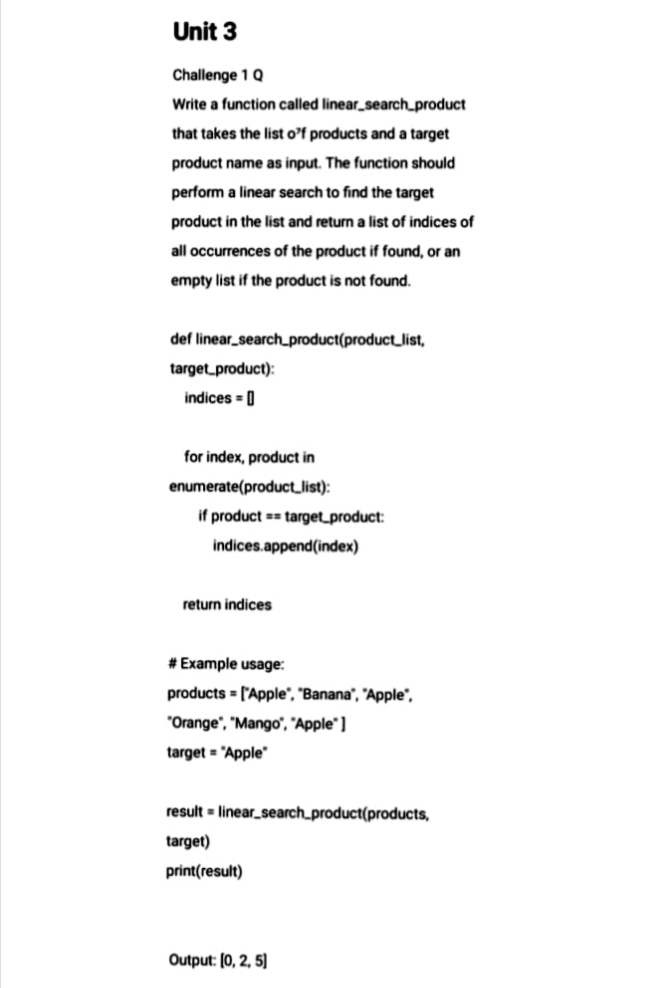 Unit 3
Challenge 1 Q
Write a function called linear_search_product
that takes the list o”f products and a target
product name as input. The function should
perform a linear search to find the target
product in the list and return a list of indices of
all occurrences of the product if found, or an
empty list if the product is not found.
def linear_search_product(product_list,
target_product):
indices = []
for index, product in
enumerate(product_list):
if product == target_product:
indices.append(index)
return indices
# Example usage:
products = ["Apple", "Banana", "Apple",
"Orange", "Mango", "Apple" ]
target = "Apple"
result = linear_search_product(products,
target)
print(result)
Output: [0, 2, 5]